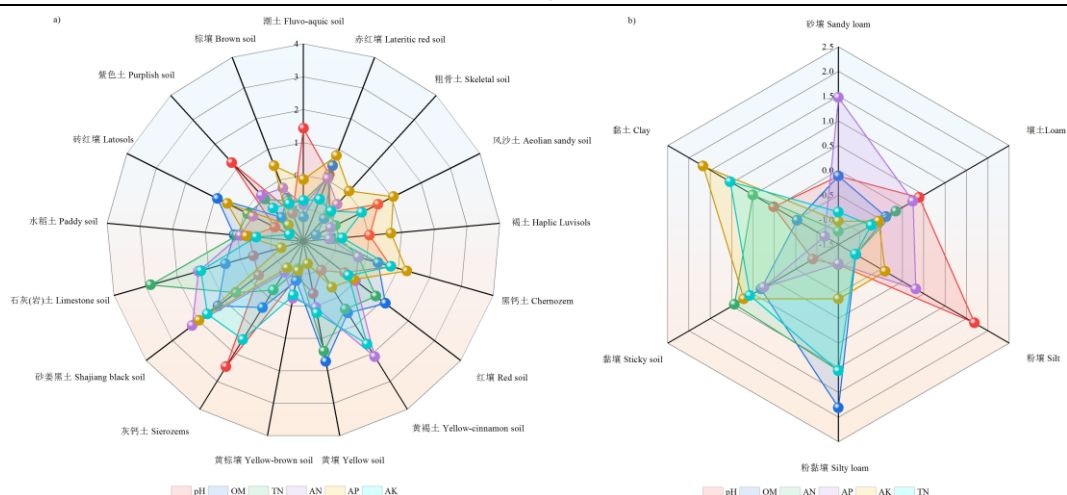 a)
潮土 Fluvo-aquic soil
棕壤 Brown soil
赤红壤 Lateritic red soil
紫色土 Purplish soil
粗骨土 Skeletal soil
砖红壤 Latosols
风沙土 Aeolian sandy soil
水稻土 Paddy soil
褐土 Haplic Luvisols
石灰(岩)土 Limestone soil
黑钙土 Chernozem
砂姜黑土 Shajiang black soil
红壤 Red soil
灰钙土 Sierozems
黄褐土 Yellow-cinnamon soil
黄棕壤 Yellow-brown soil
黄壤 Yellow soil
4
3
2
1
pH OM TN AN AP AK
b)
砂壤 Sandy loam
黏土 Clay
壤土Loam
黏壤 Sticky soil
粉壤 Silt
粉黏壤 Silty loam
2.5
2.0
1.5
1.0
0.5
0.0
pH OM AN AP AK TN